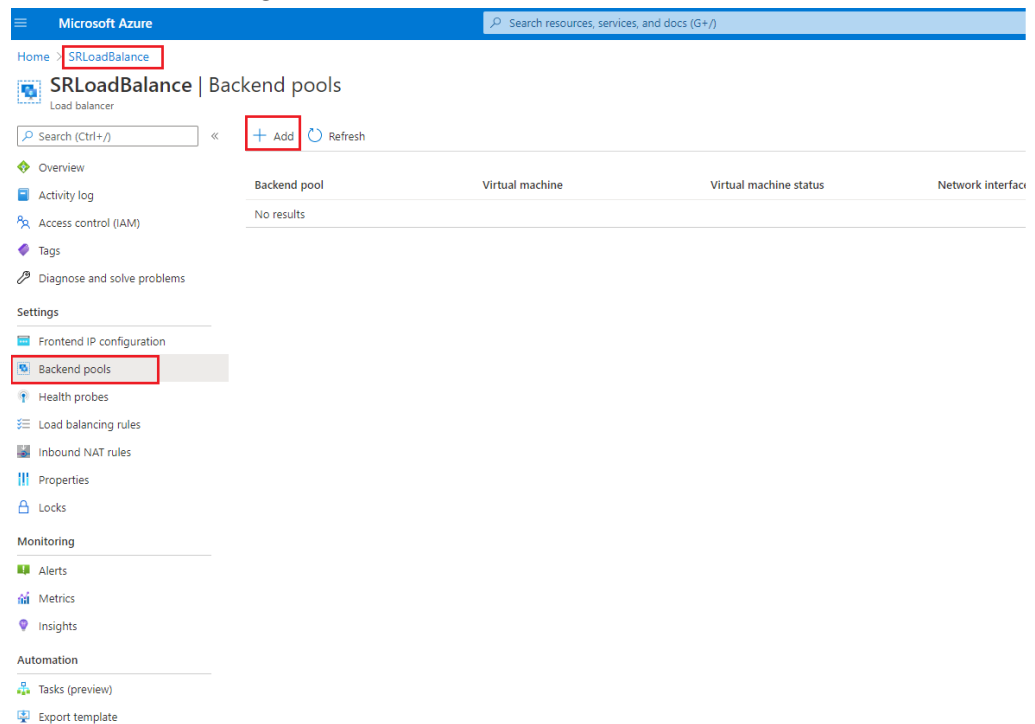 Microsoft Azure
Search resources, services, and docs (G+/)
Home > SRLoadBalance
SRLoadBalance | Backend pools
Load balancer
Search (Ctrl+/)
«
Add
Refresh
Overview
Activity log
Access control (IAM)
Tags
Diagnose and solve problems
Settings
Frontend IP configuration
Backend pools
Health probes
Load balancing rules
Inbound NAT rules
Properties
Locks
Monitoring
Alerts
Metrics
Insights
Automation
Tasks (preview)
Export template
Backend pool Virtual machine Virtual machine status Network interface
No results